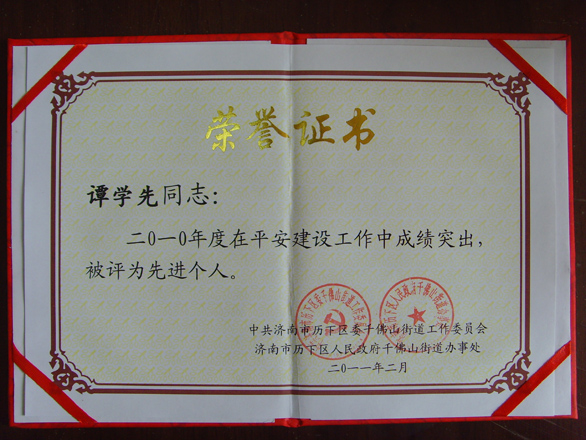 荣誉证书
谭学先同志：
二0一0年度在平安建设工作中成绩突出，
被评为先进个人。
中共济南市历下区委千佛山街道工作委员会
济南市历下区人民政府千佛山街道办事处
二0一一年二月